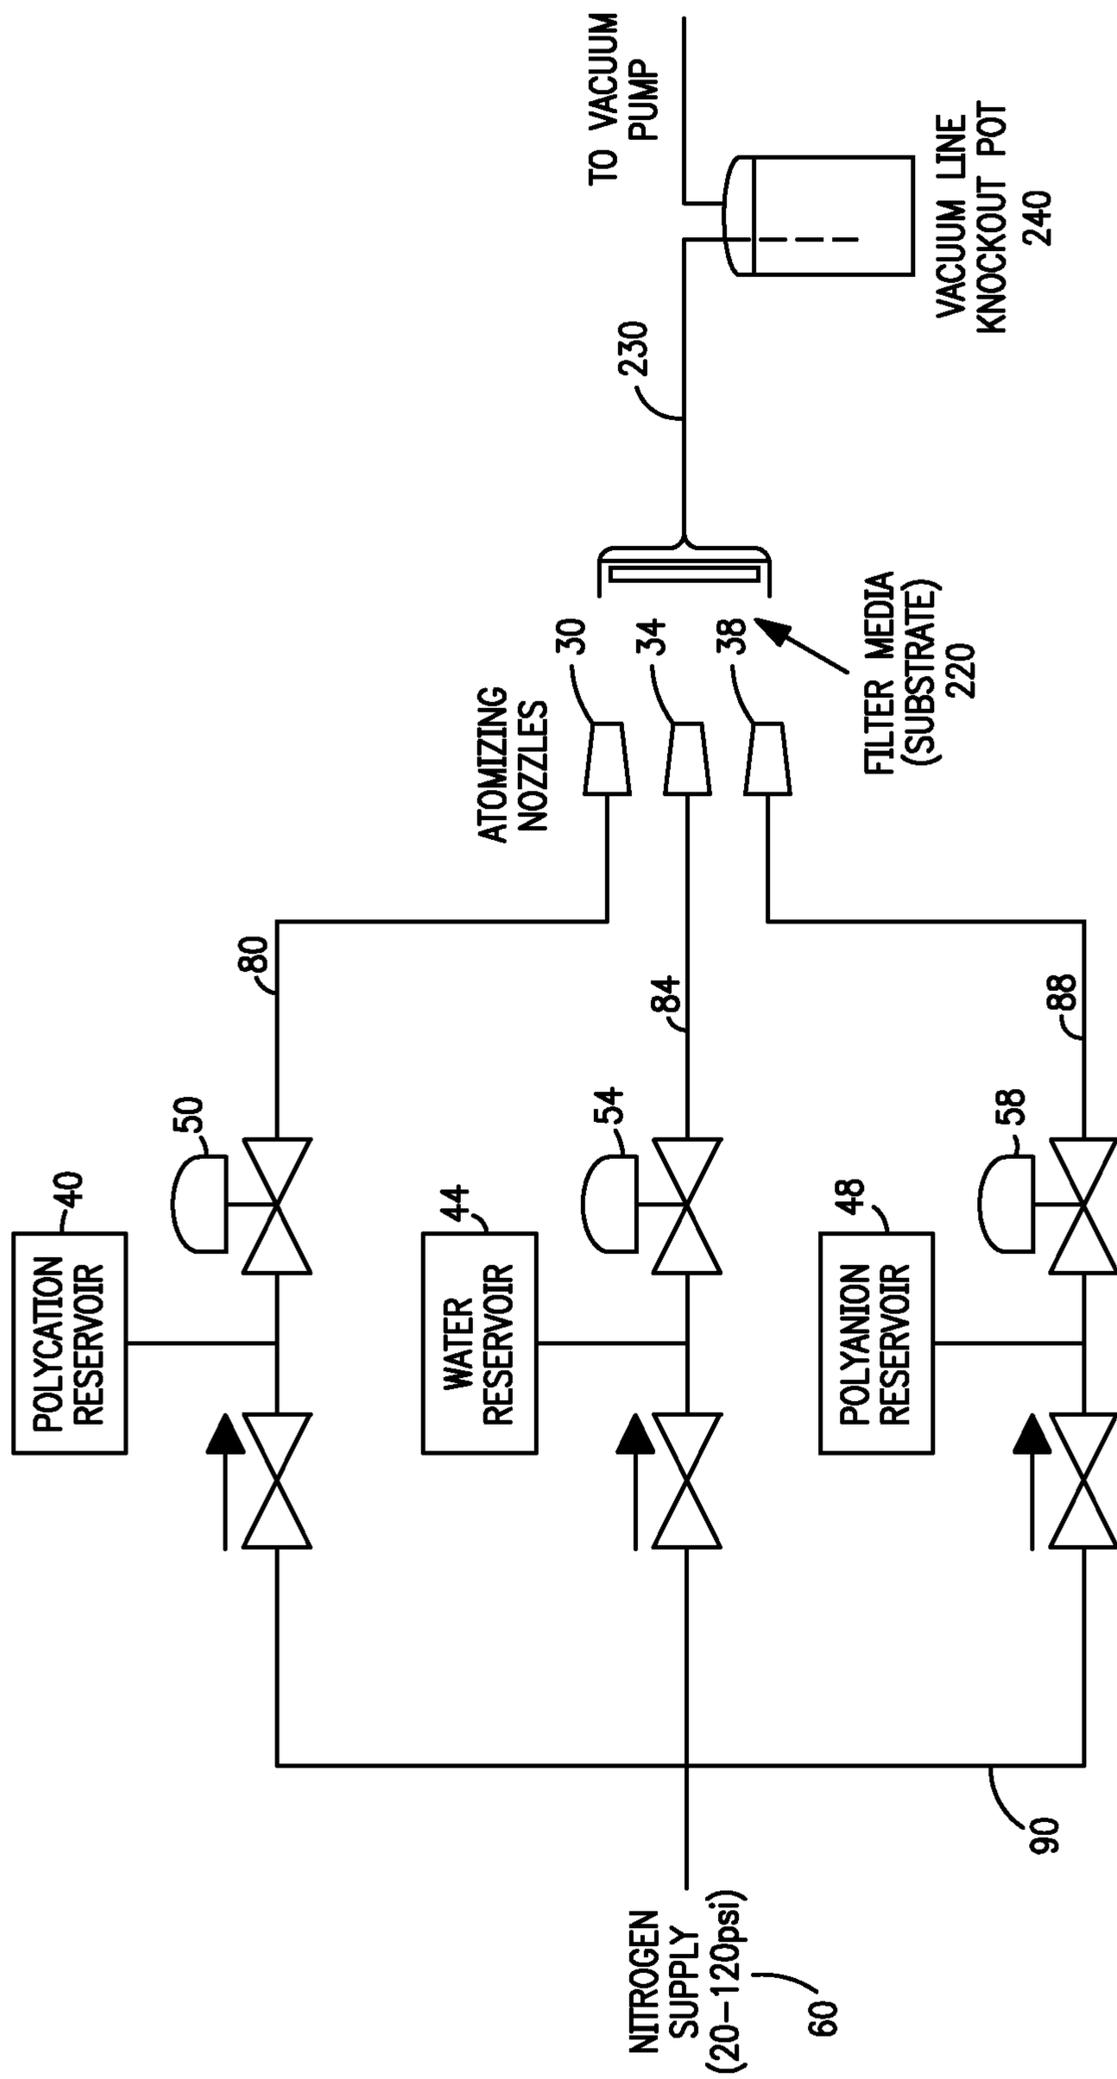 POLYCATION
RESERVOIR
40
50
80
WATER
RESERVOIR
44
54
84
POLYANION
RESERVOIR
48
58
88
NITROGEN
SUPPLY
(20-120psi)
60
90
ATOMIZING
NOZZLES
30
34
38
FILTER MEDIA
(SUBSTRATE)
220
230
TO VACUUM
PUMP
VACUUM LINE
KNOCKOUT POT
240